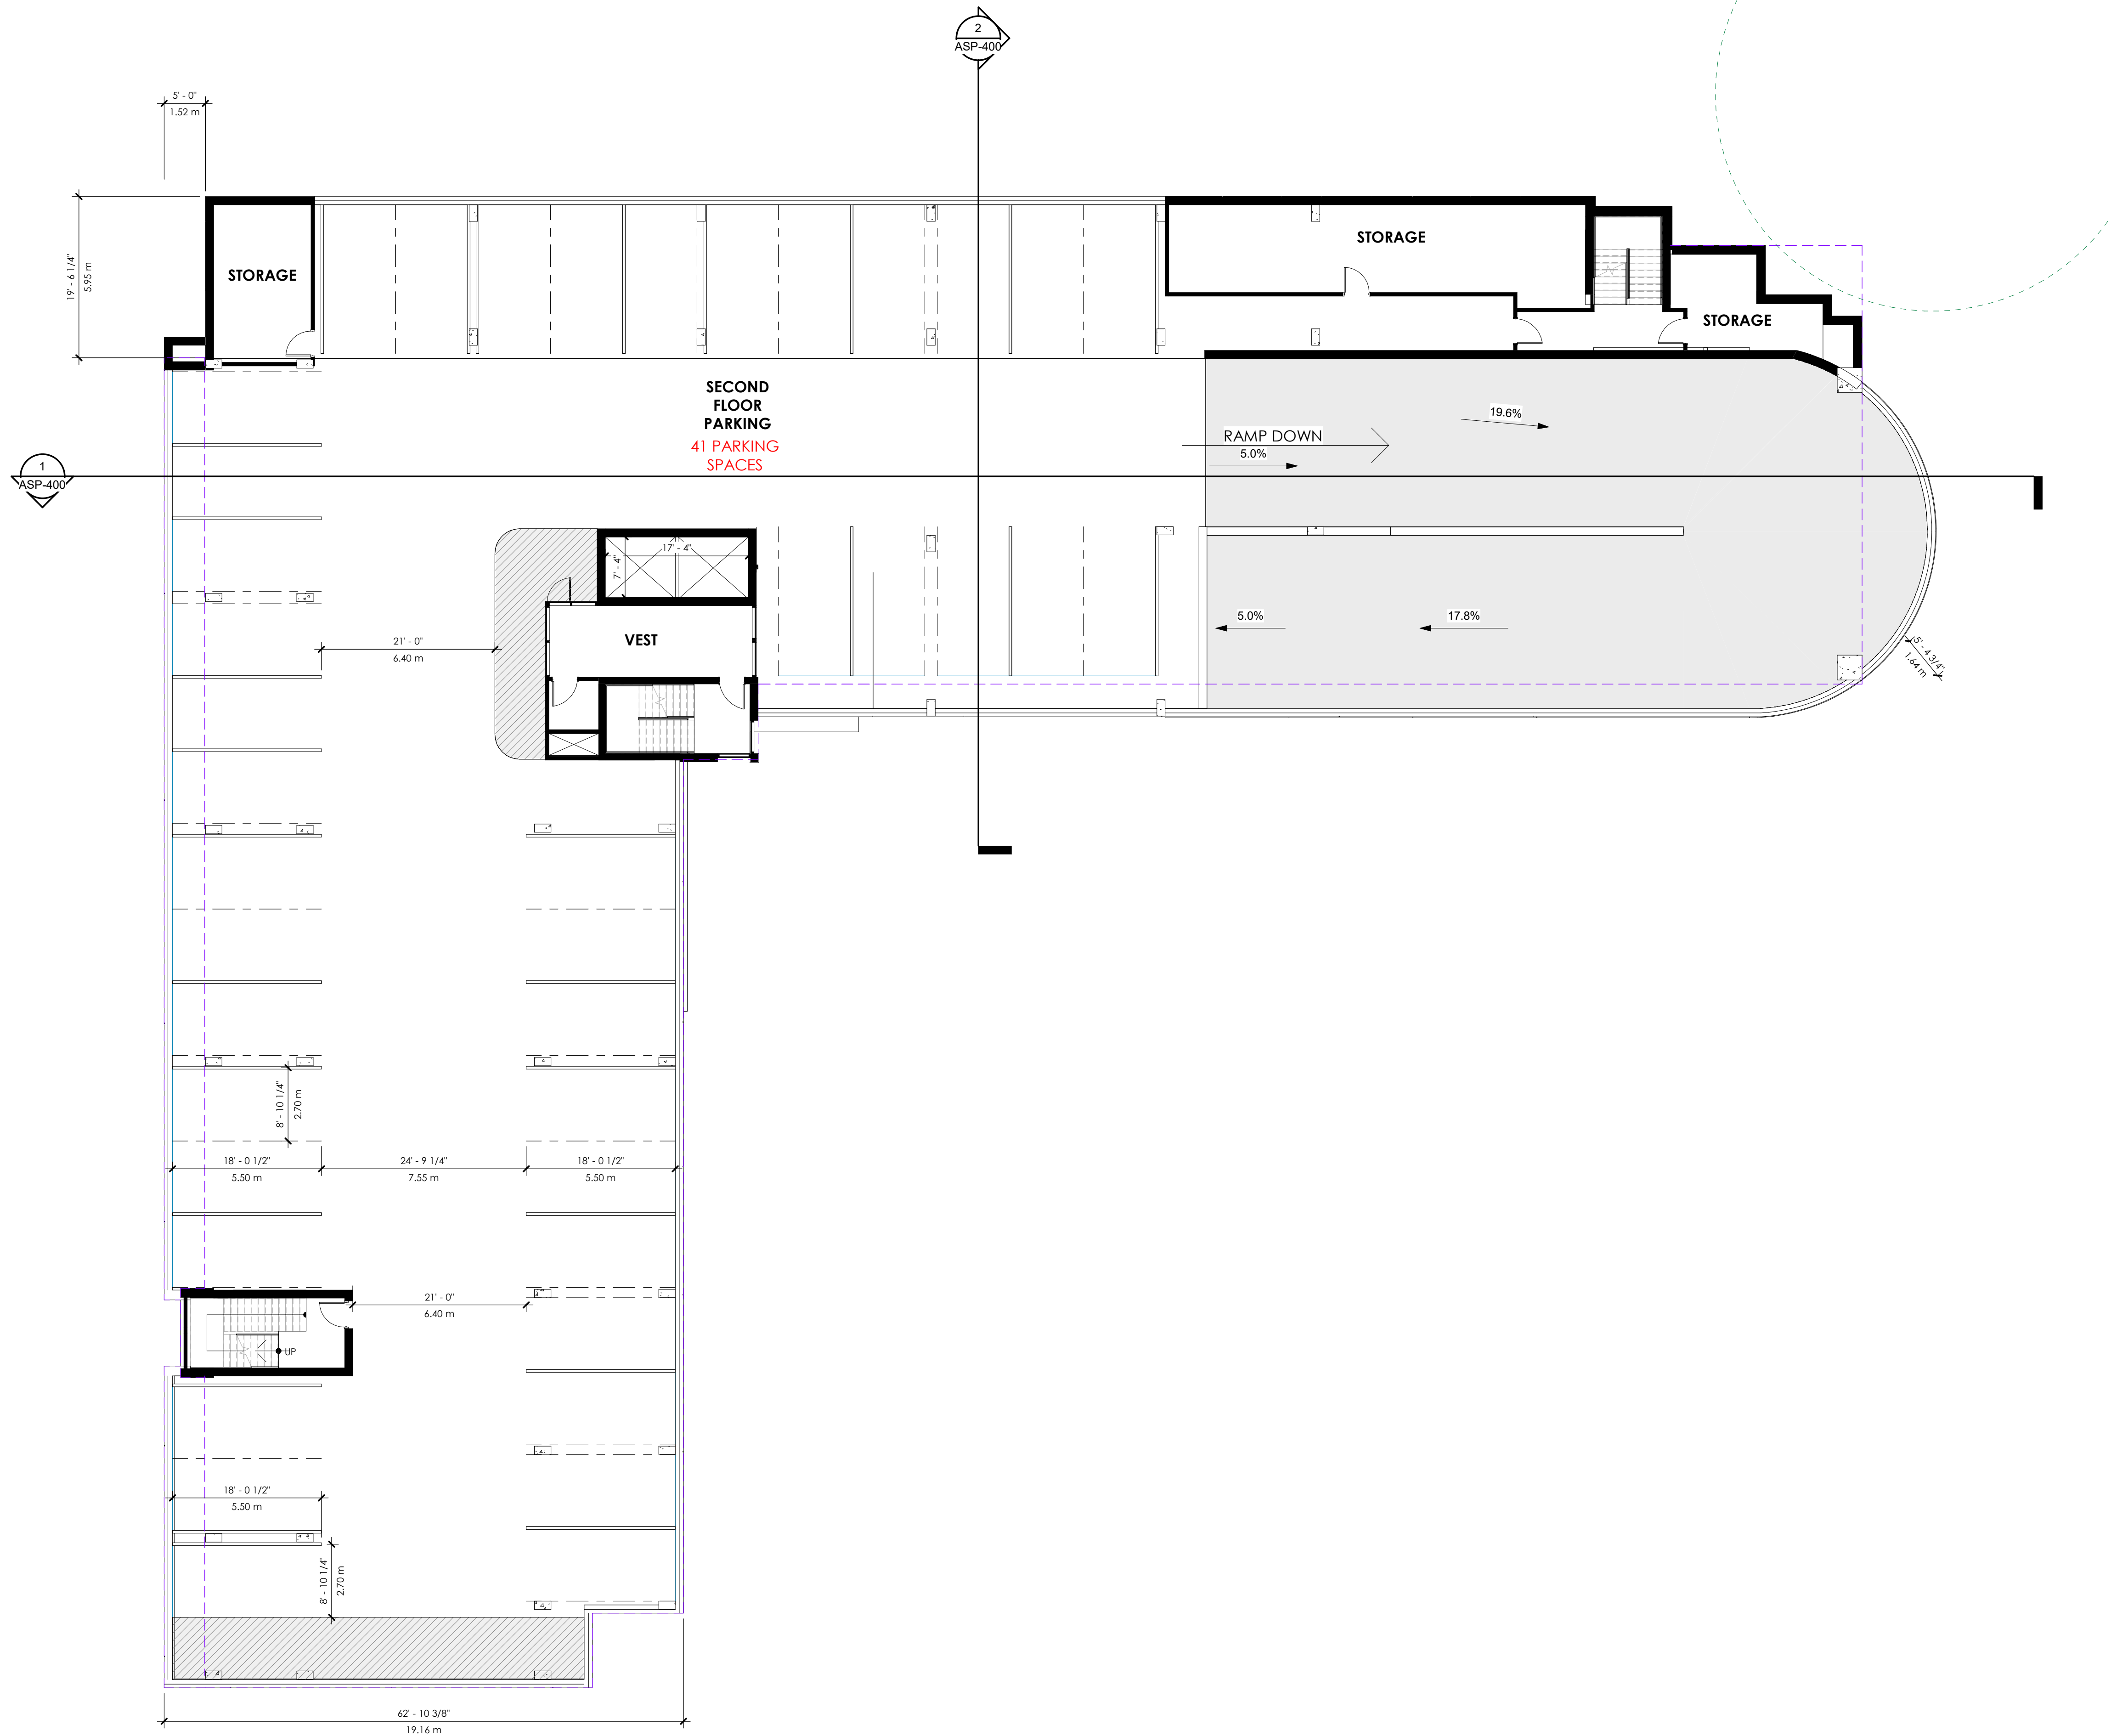 2
ASP-400
5' - 0"
1.52 m
19' - 6 1/4"
5.95 m
STORAGE
STORAGE
STORAGE
SECOND
FLOOR
PARKING
41 PARKING
SPACES
19.6%
RAMP DOWN
5.0%
1
ASP-400
17' - 4"
7' - 4"
5.0%
17.8%
VEST
21' - 0"
6.40 m
5' - 4 3/4"
1.64 m
8' - 10 1/4"
2.70 m
18' - 0 1/2"
5.50 m
24' - 9 1/4"
7.55 m
18' - 0 1/2"
5.50 m
21' - 0"
6.40 m
UP
18' - 0 1/2"
5.50 m
8' - 10 1/4"
2.70 m
62' - 10 3/8"
19.16 m